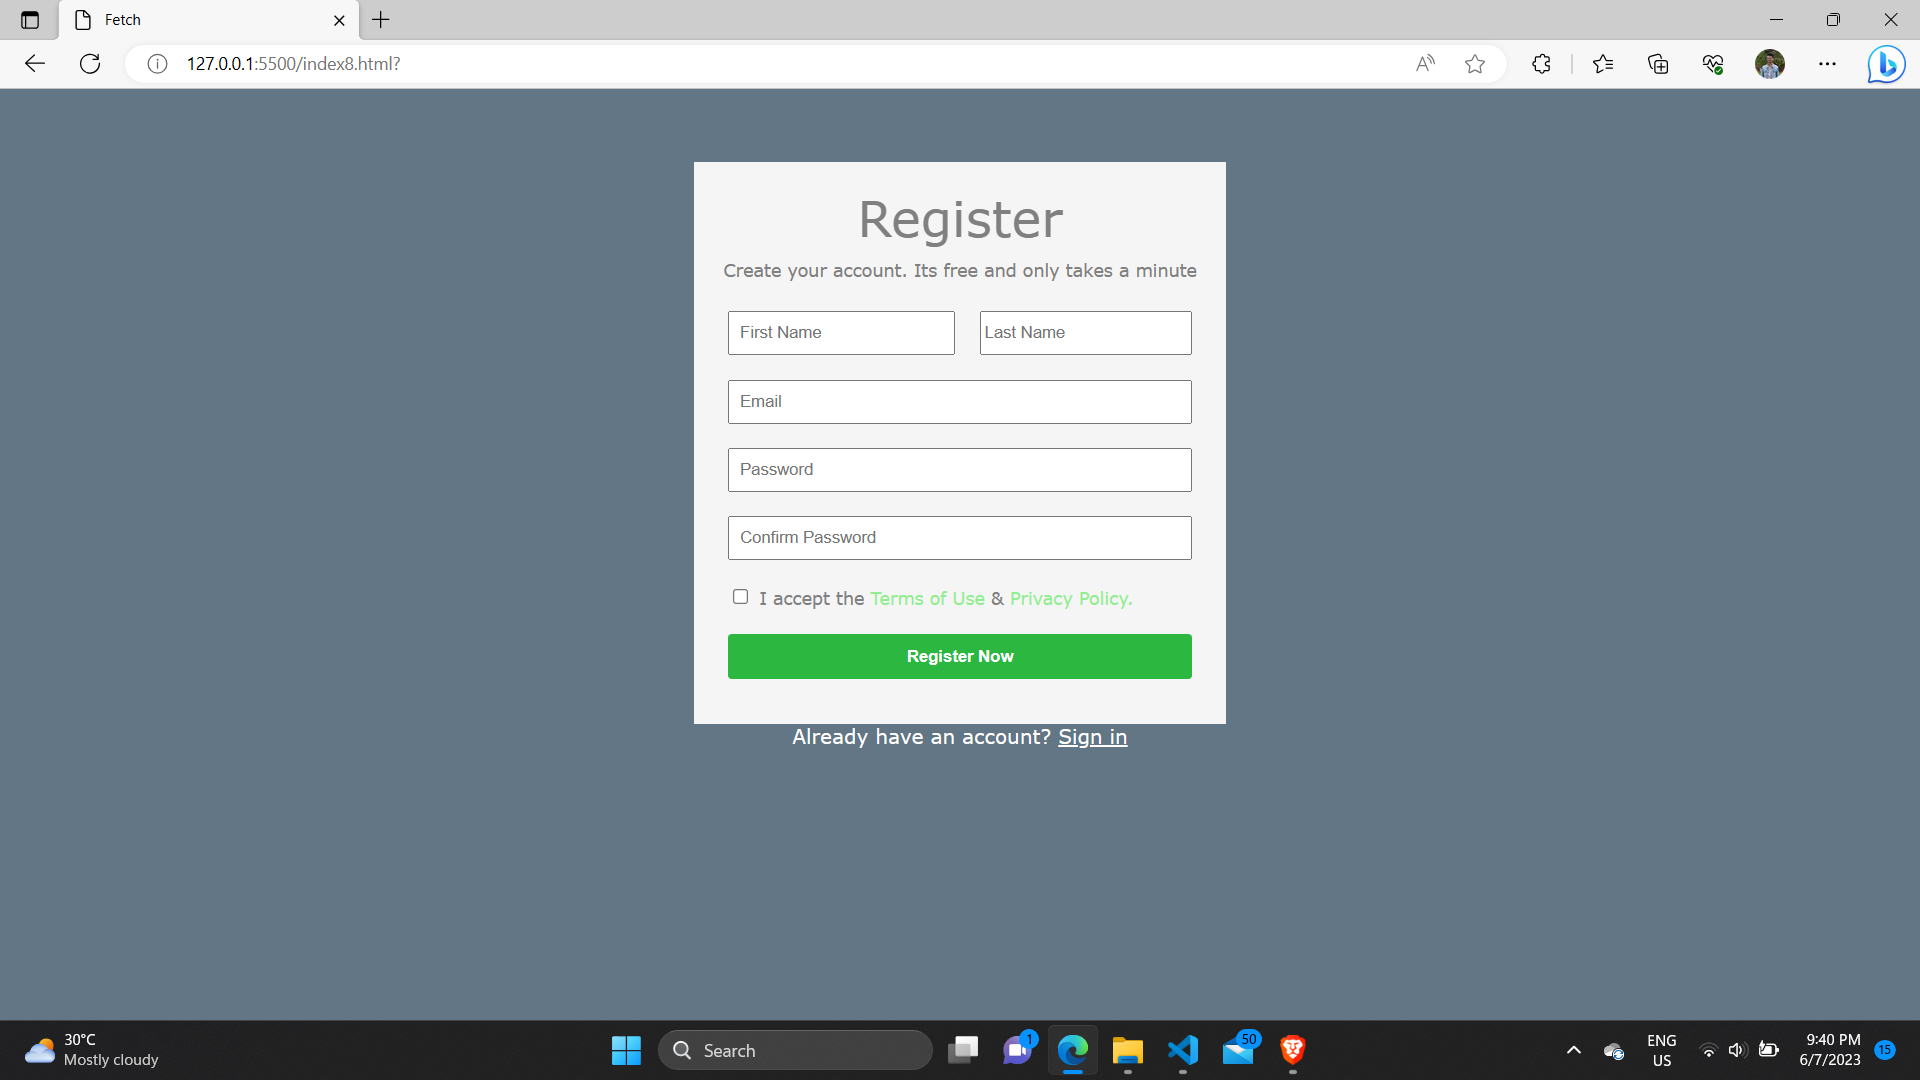 Fetch
127.0.0.1:5500/index8.html?
Register
Create your account. Its free and only takes a minute
First Name Last Name
Email
Password
Confirm Password
I accept the Terms of Use & Privacy Policy.
Register Now
Already have an account? Sign in
30°C
Mostly cloudy
Search
1
50
ENG
US
9:40 PM
6/7/2023
15